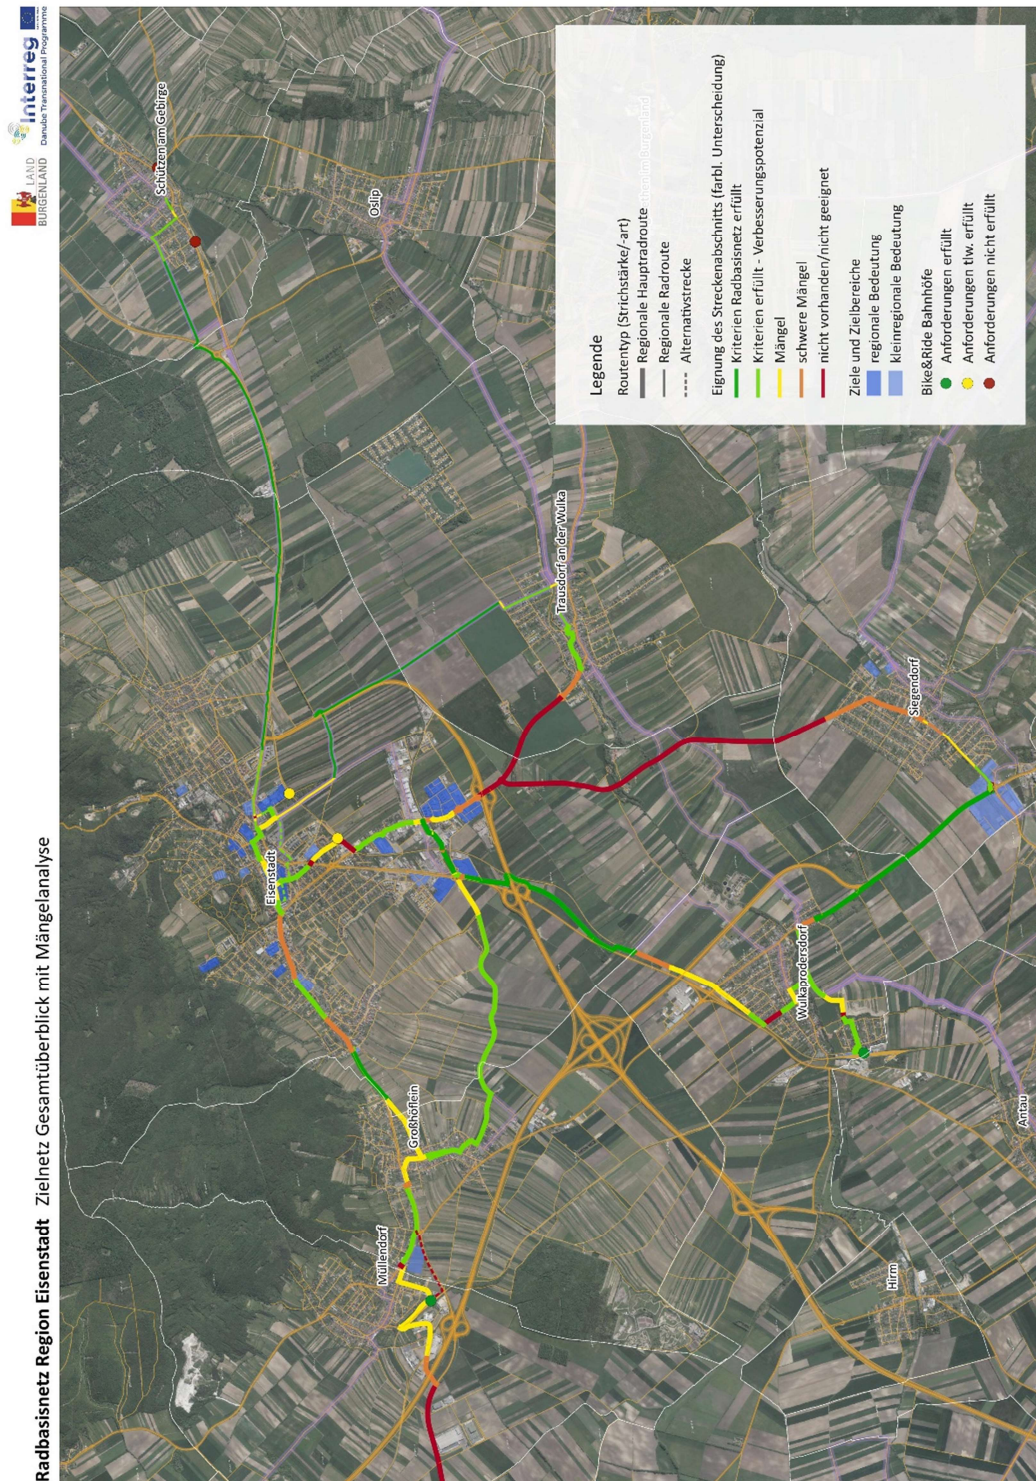 Radbasisnetz Region Eisenstadt Zielnetz Gesamtüberblick mit Mängelanalyse
LAND
BURGENLAND
Interreg
Danube Transnational Programme
Schützen am Gebirge
Oslip
Eisenstadt
Trausdorf an der Wulka
Großhöflein
Müllendorf
Siegendorf
Wulkaprodersdorf
Hirm
Antau
Legende
Routentyp (Strichstärke/-art)
Regionale Hauptradroute
Regionale Radroute
Alternativstrecke
Eignung des Streckenabschnitts (farbl. Unterscheidung)
Kriterien Radbasisnetz erfüllt
Kriterien erfüllt - Verbesserungspotenzial
Mängel
schwere Mängel
nicht vorhanden/nicht geeignet
Ziele und Zielbereiche
regionale Bedeutung
kleinregionale Bedeutung
Bike&Ride Bahnhöfe
Anforderungen erfüllt
Anforderungen tlw. erfüllt
Anforderungen nicht erfüllt